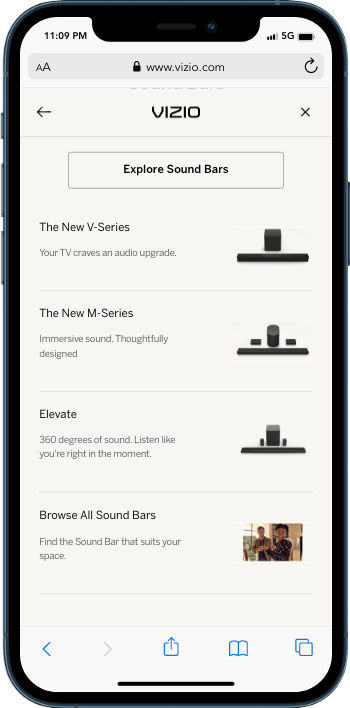 11:09 PM
5G
AA
www.vizio.com
Sound Bars
VIZIO
Explore Sound Bars
The New V-Series
Your TV craves an audio upgrade.
The New M-Series
Immersive sound. Thoughtfully
designed
Elevate
360 degrees of sound. Listen like
you're right in the moment.
Browse All Sound Bars
Find the Sound Bar that suits your
space.